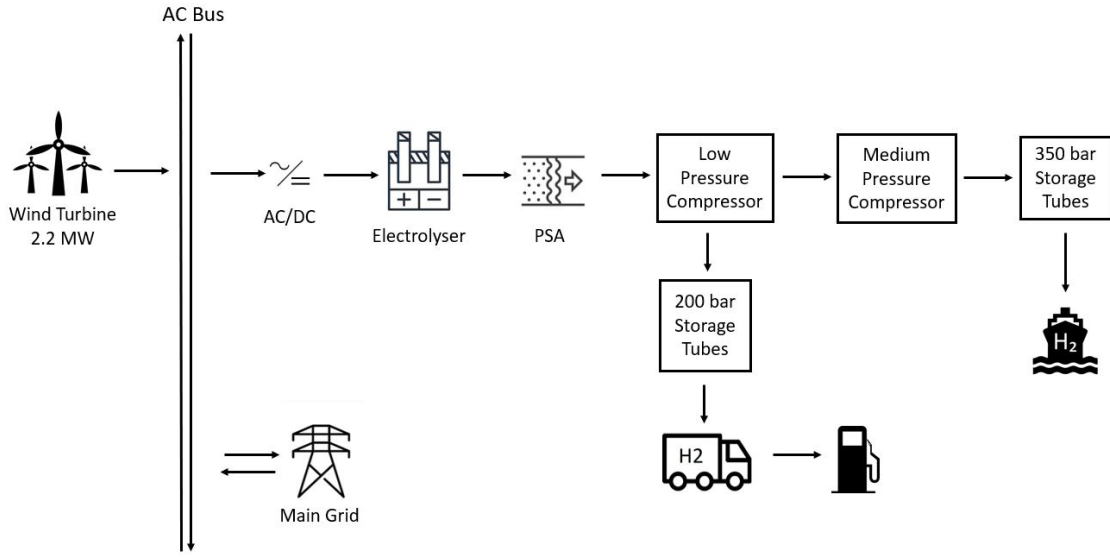 AC Bus
Wind Turbine
2.2 MW
AC/DC
+ −
Electrolyser
PSA
Low
Pressure
Compressor
Medium
Pressure
Compressor
350 bar
Storage
Tubes
200 bar
Storage
Tubes
H₂
H2
Main Grid